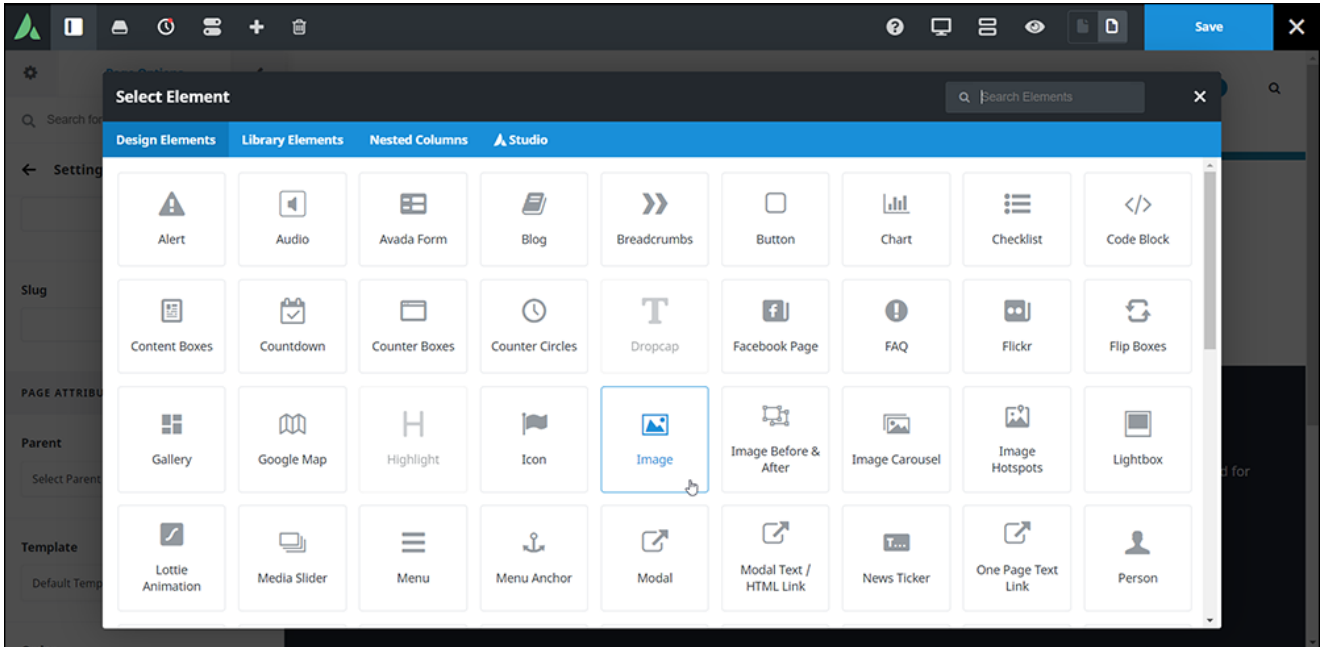 Save
Page Options
Select Element
Search Elements
Search for
Design Elements
Library Elements
Nested Columns
Studio
Setting
Alert
Audio
Avada Form
Blog
Breadcrumbs
Button
Chart
Checklist
Code Block
Slug
Content Boxes
Countdown
Counter Boxes
Counter Circles
Dropcap
Facebook Page
FAQ
Flickr
Flip Boxes
PAGE ATTRIBU
Parent
Select Parent
Gallery
Google Map
Highlight
Icon
Image
Image Before &
After
Image Carousel
Image
Hotspots
Lightbox
d for
Template
Default Temp
Lottie
Animation
Media Slider
Menu
Menu Anchor
Modal
Modal Text /
HTML Link
T...
News Ticker
One Page Text
Link
Person